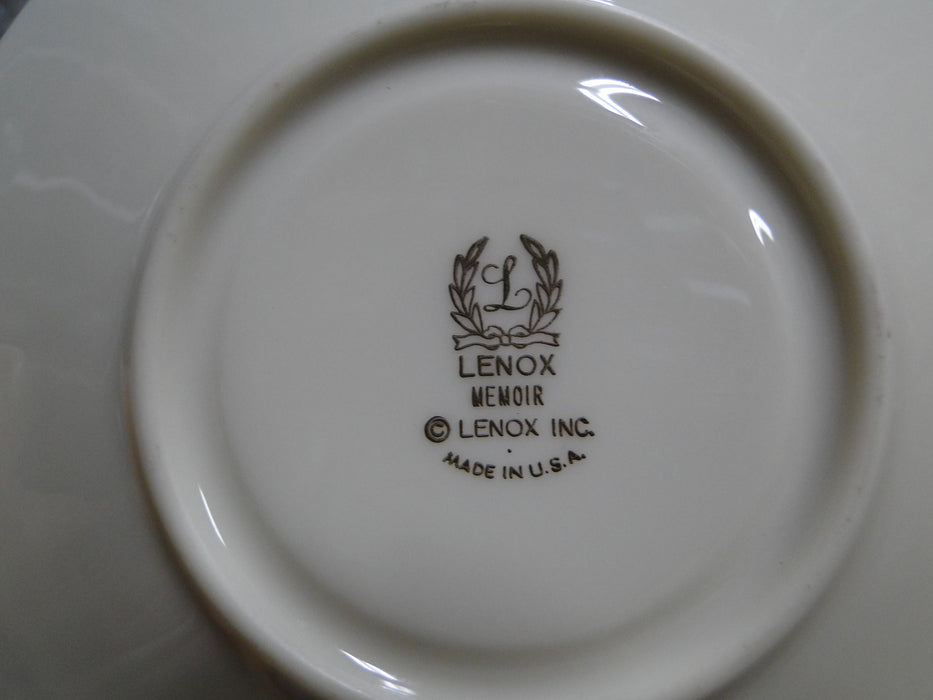 L
LENOX
MEMOIR
© LENOX INC.
MADE IN U.S.A.